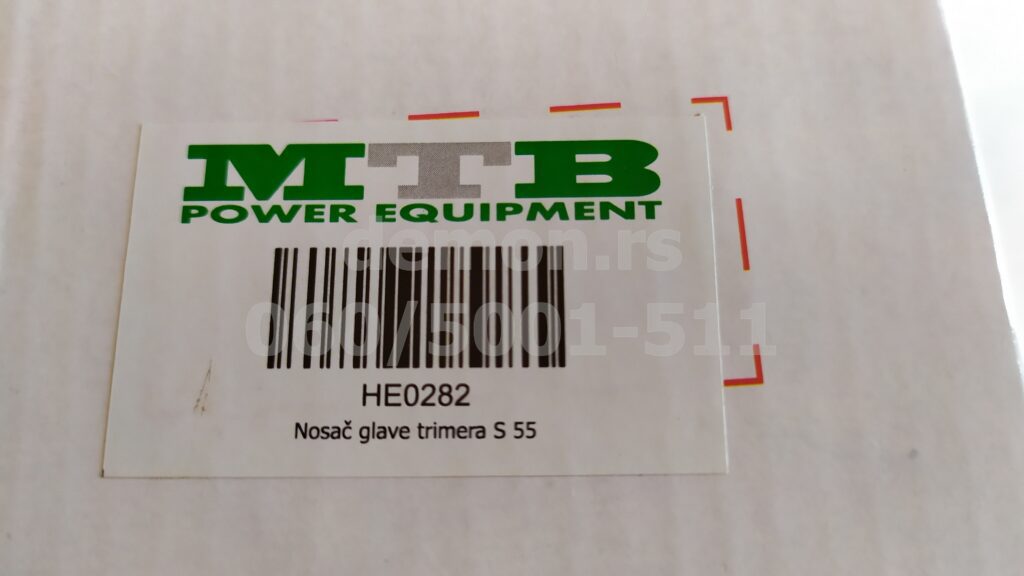 MTB
POWER EQUIPMENT
demon.rs
060/5001-511
HE0282
Nosač glave trimera S 55